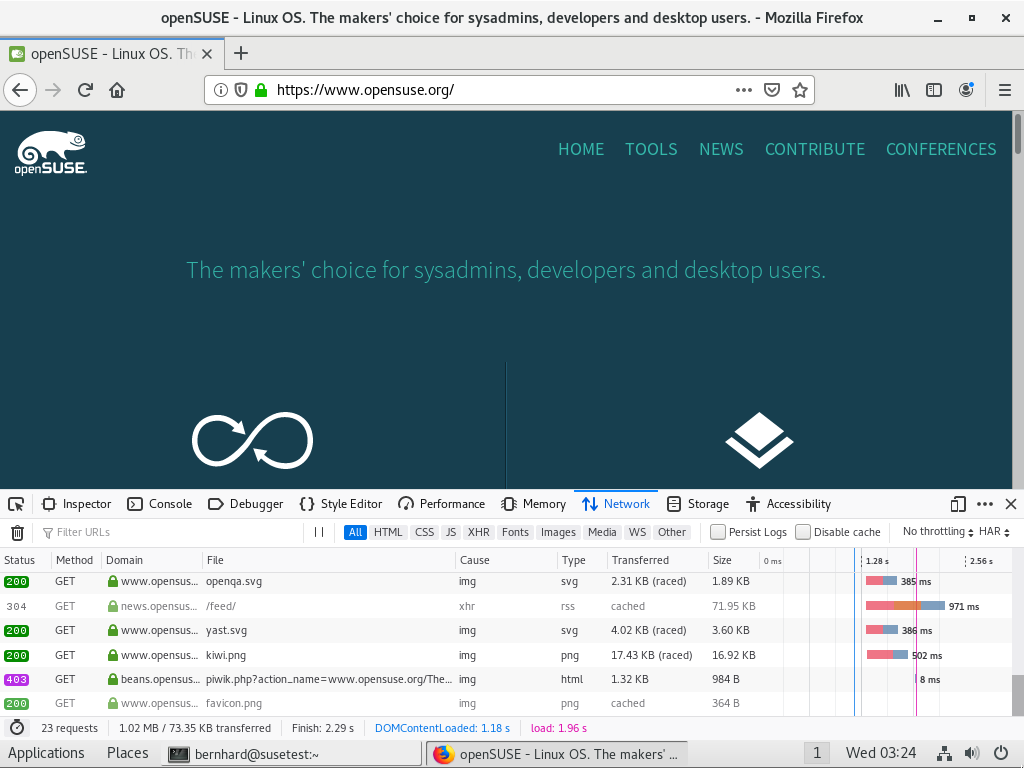 openSUSE - Linux OS. The makers' choice for sysadmins, developers and desktop users. - Mozilla Firefox
openSUSE - Linux OS. The
https://www.opensuse.org/
openSUSE
HOME TOOLS NEWS CONTRIBUTE CONFERENCES
The makers' choice for sysadmins, developers and desktop users.
Inspector Console Debugger Style Editor Performance Memory Network Storage Accessibility
Filter URLs All HTML CSS JS XHR Fonts Images Media WS Other Persist Logs Disable cache No throttling HAR
Status Method Domain File Cause Type Transferred Size 0 ms 1.28 s 2.56 s
200 GET www.opensus... openqa.svg img svg 2.31 KB (raced) 1.89 KB 385 ms
304 GET news.opensus... /feed/ xhr rss cached 71.95 KB 971 ms
200 GET www.opensus... yast.svg img svg 4.02 KB (raced) 3.60 KB 386 ms
200 GET www.opensus... kiwi.png img png 17.43 KB (raced) 16.92 KB 502 ms
403 GET beans.opensus... piwik.php?action_name=www.opensuse.org/The... img html 1.32 KB 984 B 8 ms
200 GET www.opensus... favicon.png img png cached 364 B
23 requests 1.02 MB / 73.35 KB transferred Finish: 2.29 s DOMContentLoaded: 1.18 s load: 1.96 s
Applications Places bernhard@susetest:~ openSUSE - Linux OS. The makers' ... 1 Wed 03:24